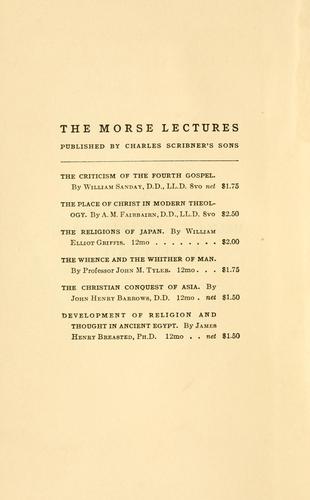 THE MORSE LECTURES
PUBLISHED BY CHARLES SCRIBNER'S SONS
THE CRITICISM OF THE FOURTH GOSPEL.
By William Sanday, D.D., LL.D. 8vo net $1.75
THE PLACE OF CHRIST IN MODERN THEOL-
OGY. By A. M. Fairbairn, D.D., LL.D. 8vo $2.50
THE RELIGIONS OF JAPAN. By William
Elliot Griffis. 12mo . . . . . . . . $2.00
THE WHENCE AND THE WHITHER OF MAN.
By Professor John M. Tyler. 12mo . . . $1.75
THE CHRISTIAN CONQUEST OF ASIA. By
John Henry Barrows, D.D. 12mo . net $1.50
DEVELOPMENT OF RELIGION AND
THOUGHT IN ANCIENT EGYPT. By James
Henry Breasted, Ph.D. 12mo . . net $1.50